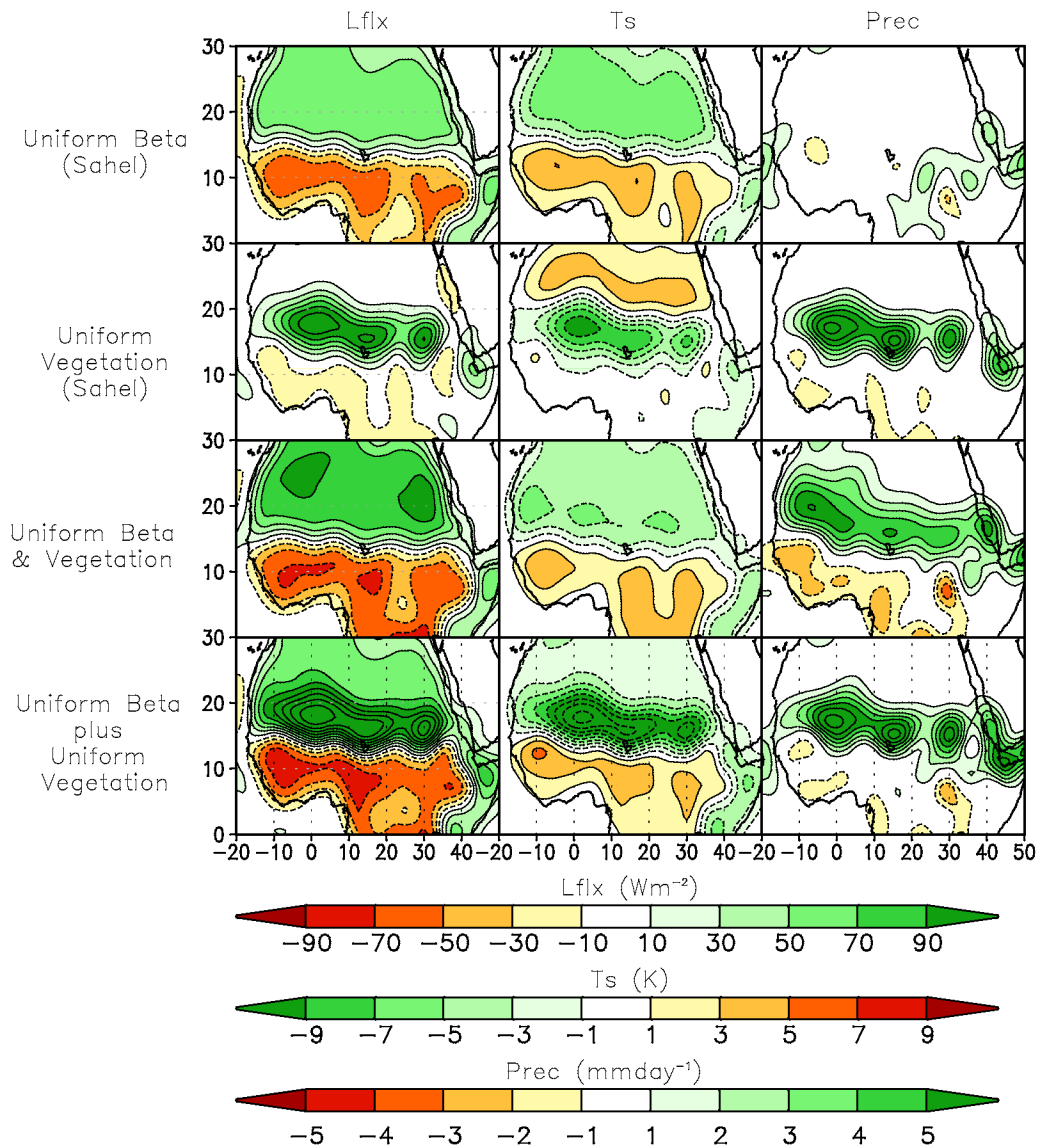 Lflx Ts Prec
30
20
10
Uniform Beta
(Sahel)
30
20
10
Uniform
Vegetation
(Sahel)
30
20
10
Uniform Beta
& Vegetation
30
20
10
0
Uniform Beta
plus
Uniform
Vegetation
−20 −10 0 10 20 30 40 −20 −10 0 10 20 30 40 −20 −10 0 10 20 30 40 50
Lflx (Wm⁻²)
−90 −70 −50 −30 −10 10 30 50 70 90
Ts (K)
−9 −7 −5 −3 −1 1 3 5 7 9
Prec (mmday⁻¹)
−5 −4 −3 −2 −1 1 2 3 4 5